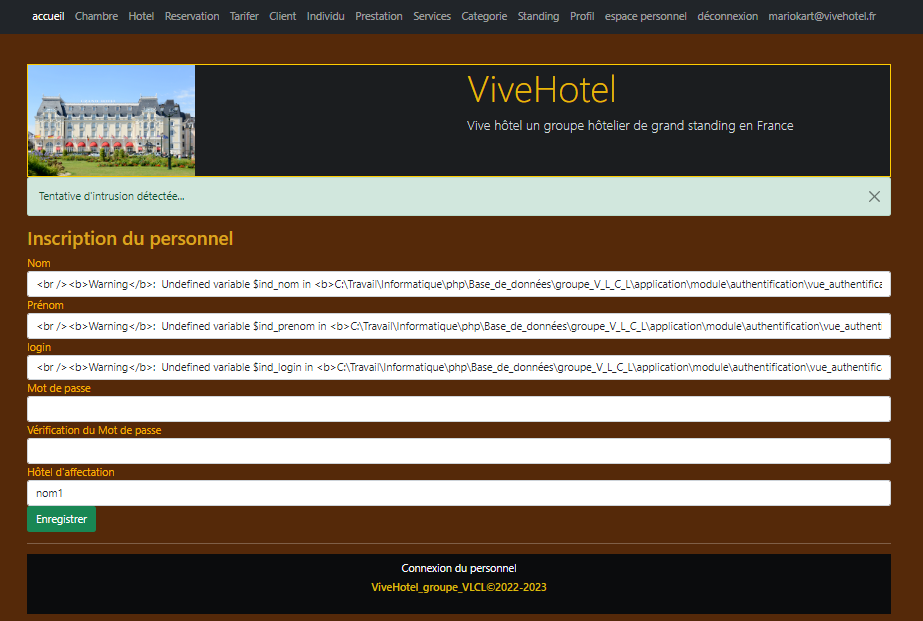 accueil Chambre Hotel Reservation Tarifer Client Individu Prestation Services Categorie Standing Profil espace personnel déconnexion mariokart@vivehotel.fr
ViveHotel
Vive hôtel un groupe hôtelier de grand standing en France
Tentative d'intrusion détectée...
Inscription du personnel
Nom
<br /><b>Warning</b>:  Undefined variable $ind_nom in <b>C:\Travail\Informatique\php\Base_de_données\groupe_V_L_C_L\application\module\authentification\vue_authentifica
Prénom
<br /><b>Warning</b>:  Undefined variable $ind_prenom in <b>C:\Travail\Informatique\php\Base_de_données\groupe_V_L_C_L\application\module\authentification\vue_authent
login
<br /><b>Warning</b>:  Undefined variable $ind_login in <b>C:\Travail\Informatique\php\Base_de_données\groupe_V_L_C_L\application\module\authentification\vue_authentific
Mot de passe
Vérification du Mot de passe
Hôtel d'affectation
nom1
Enregistrer
Connexion du personnel
ViveHotel_groupe_VLCL©2022-2023